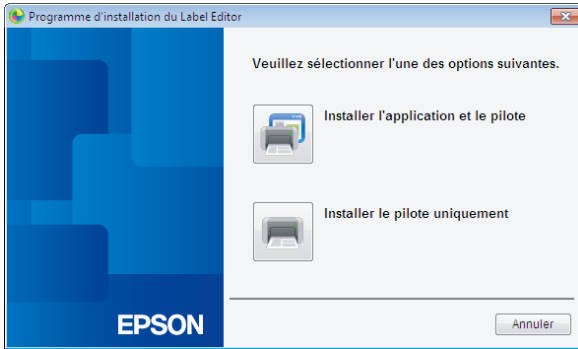 Programme d'installation du Label Editor
Veuillez sélectionner l'une des options suivantes.
Installer l'application et le pilote
Installer le pilote uniquement
EPSON
Annuler